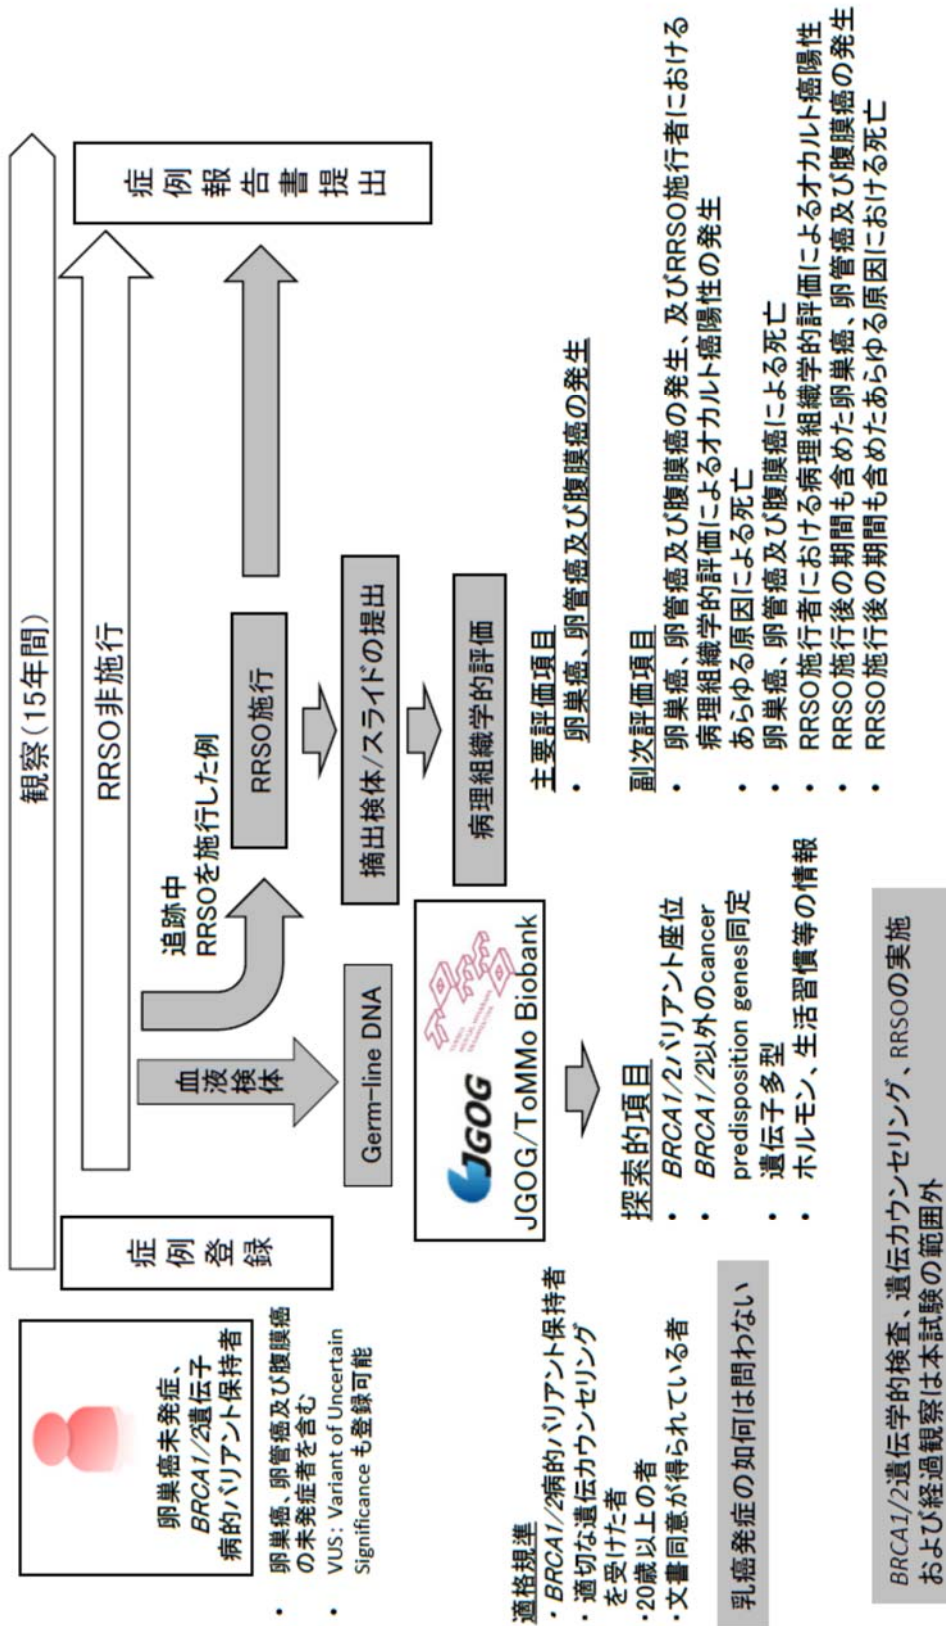 観察(15年間)
卵巣癌未発症、
BRCA1/2遺伝子
病的バリアント保持者
・ 卵巣癌、卵管癌及び腹膜癌
の未発症者を含む
・ VUS: Variant of Uncertain
Significance も登録可能
症例登録
RRSO非施行
症例報告書提出
血液検体
追跡中
RRSOを施行した例
RRSO施行
Germ-line DNA
摘出検体/スライドの提出
病理組織学的評価
JGOG
JGOG/ToMMo Biobank
適格規準
・BRCA1/2病的バリアント保持者
・適切な遺伝カウンセリング
を受けた者
・20歳以上の者
・文書同意が得られている者
乳癌発症の如何は問わない
探索的項目
・ BRCA1/2バリアント座位
・ BRCA1/2以外のcancer
predisposition genes同定
・ 遺伝子多型
・ ホルモン、生活習慣等の情報
主要評価項目
・ 卵巣癌、卵管癌及び腹膜癌の発生
副次評価項目
・ 卵巣癌、卵管癌及び腹膜癌の発生、及びRRSO施行者における
病理組織学的評価によるオカルト癌陽性の発生
・ あらゆる原因による死亡
・ 卵巣癌、卵管癌及び腹膜癌による死亡
・ RRSO施行者における病理組織学的評価によるオカルト癌陽性
・ RRSO施行後の期間も含めた卵巣癌、卵管癌及び腹膜癌の発生
・ RRSO施行後の期間も含めたあらゆる原因における死亡
BRCA1/2遺伝学的検査、遺伝カウンセリング、RRSOの実施
および経過観察は本試験の範囲外